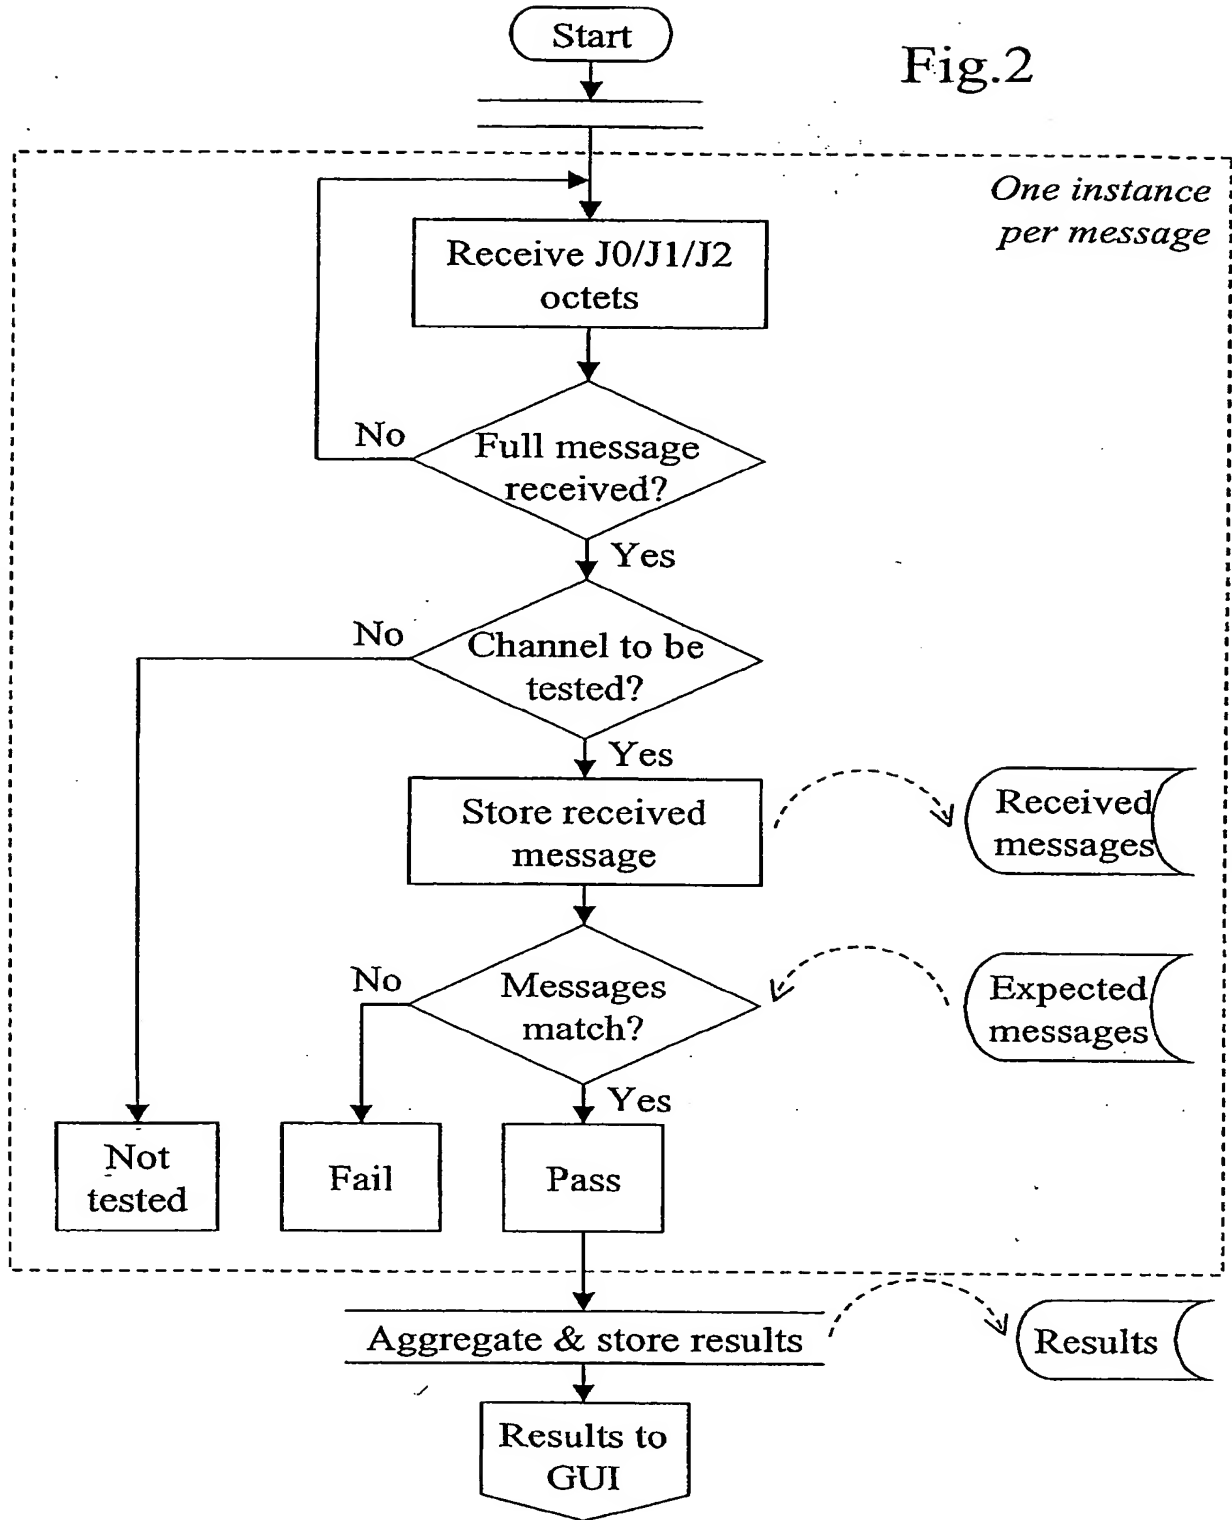 Start
Fig.2
One instance
per message
Receive J0/J1/J2
octets
No
Full message
received?
Yes
No
Channel to be
tested?
Yes
Store received
message
Received
messages
No
Messages
match?
Expected
messages
Yes
Not
tested
Fail
Pass
Aggregate & store results
Results
Results to
GUI